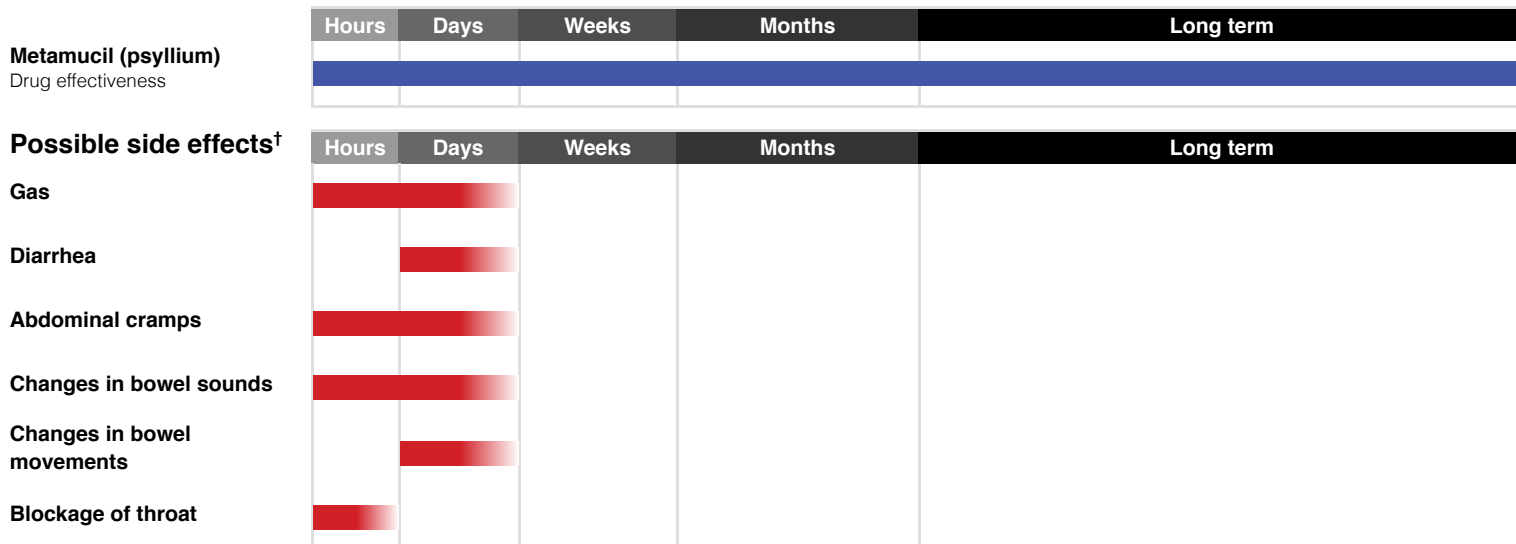 Hours Days Weeks Months Long term
Metamucil (psyllium)
Drug effectiveness
Possible side effects† Hours Days Weeks Months Long term
Gas
Diarrhea
Abdominal cramps
Changes in bowel sounds
Changes in bowel
movements
Blockage of throat